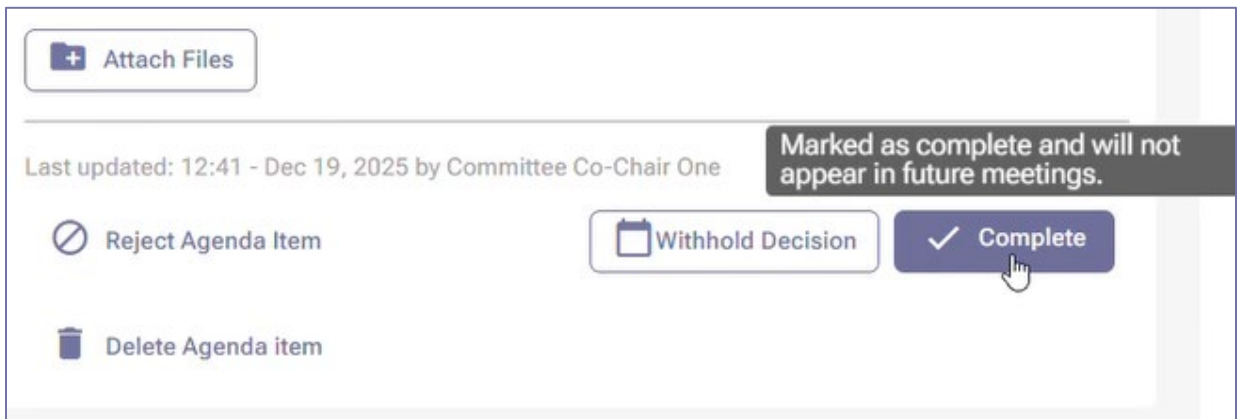 Attach Files
Last updated: 12:41 - Dec 19, 2025 by Committee Co-Chair One
Marked as complete and will not
appear in future meetings.
Reject Agenda Item
Withhold Decision
Complete
Delete Agenda item